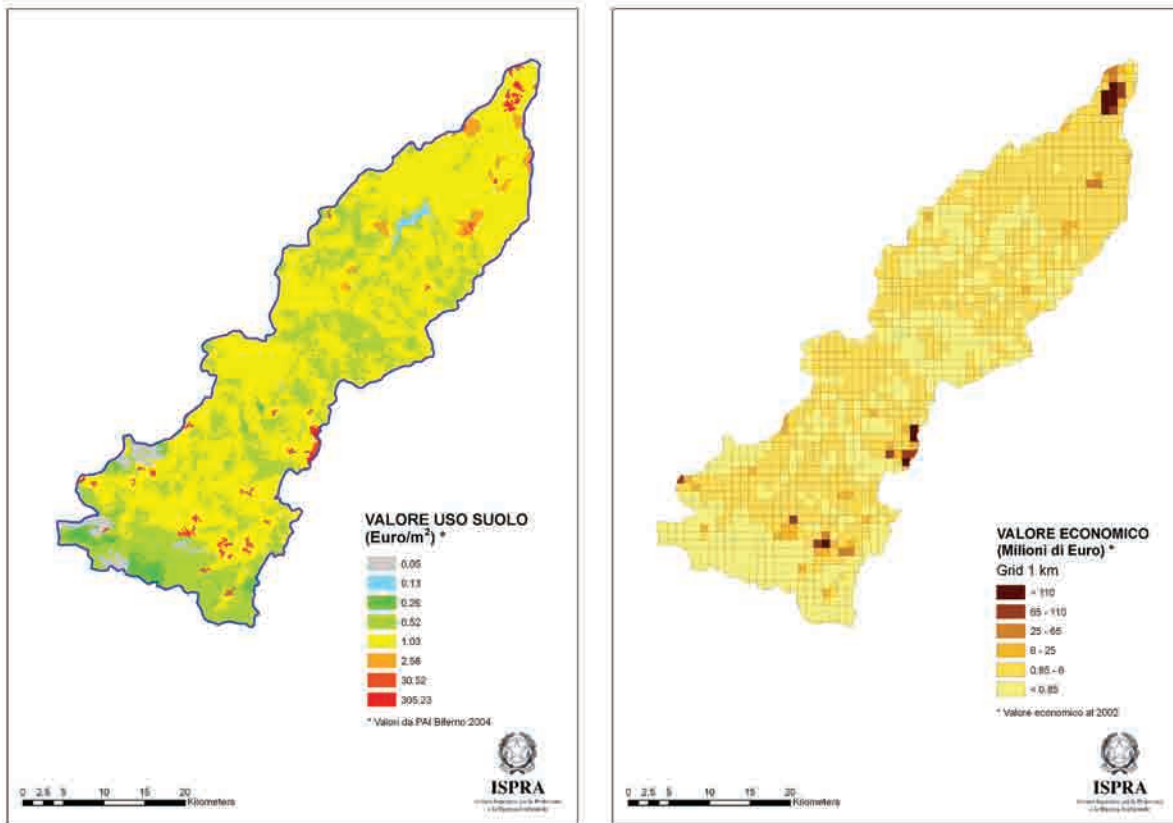 VALORE USO SUOLO
(Euro/m²) *
0.05
0.13
0.26
0.52
1.03
2.58
30.52
305.23
* Valori da PAI Biferno 2004
ISPRA
0 2.5 5 10 15 20
Kilometers
VALORE ECONOMICO
(Milioni di Euro) *
Grid 1 km
110
65 - 110
25 - 65
6 - 25
0.85 - 6
< 0.85
* Valore economico al 2002
ISPRA
0 2.5 5 10 15 20
Kilometers